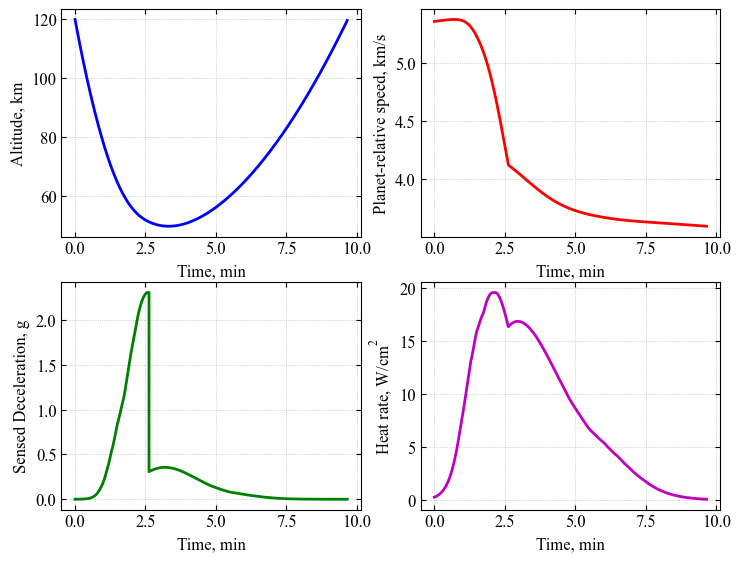 120
100
80
60
Altitude, km
0.0 2.5 5.0 7.5 10.0
Time, min
5.0
4.5
4.0
Planet-relative speed, km/s
0.0 2.5 5.0 7.5 10.0
Time, min
2.0
1.5
1.0
0.5
0.0
Sensed Deceleration, g
0.0 2.5 5.0 7.5 10.0
Time, min
20
15
10
5
0
Heat rate, W/cm²
0.0 2.5 5.0 7.5 10.0
Time, min